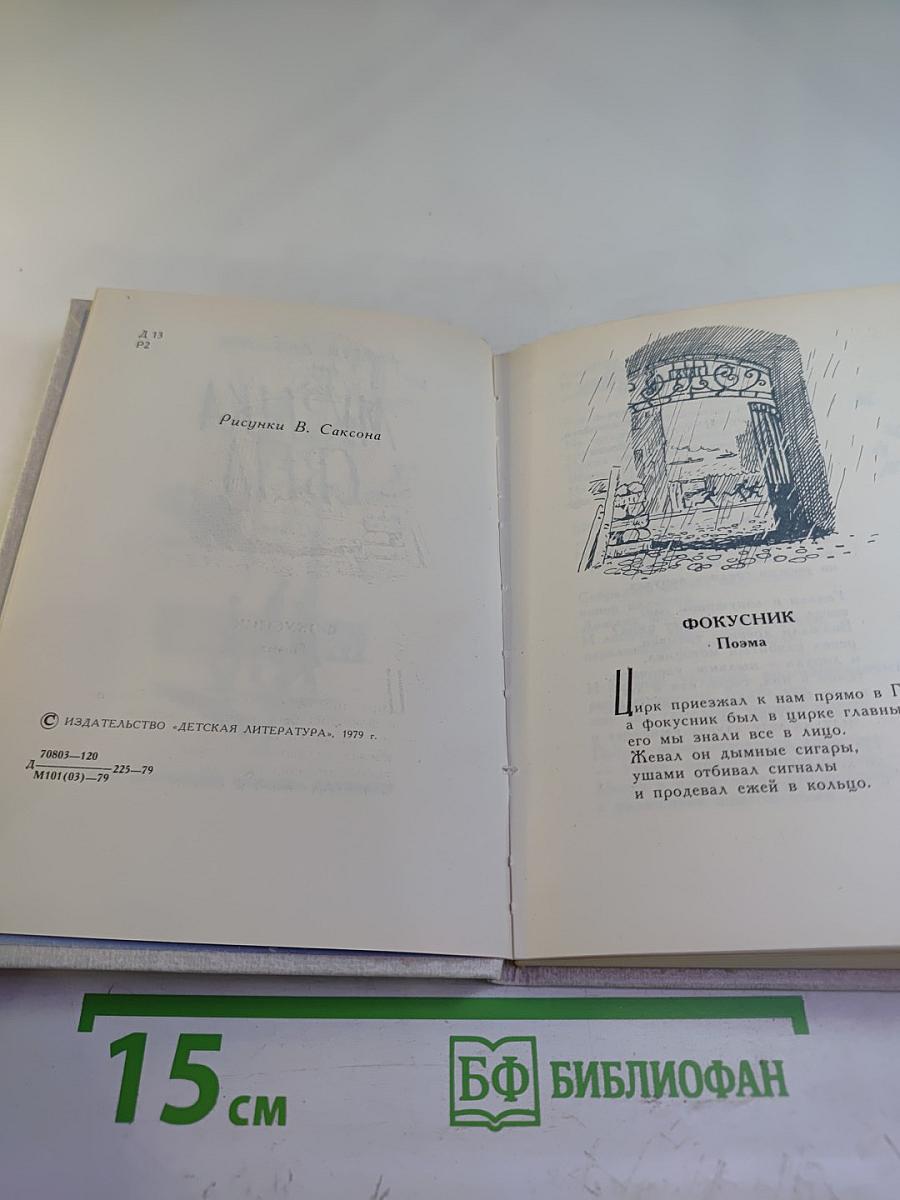 Д 13
Р2
Рисунки В. Саксона
© ИЗДАТЕЛЬСТВО «ДЕТСКАЯ ЛИТЕРАТУРА», 1979 г.
70803—120
Д 225—79
М101(03)—79
ФОКУСНИК
Поэма
Цирк приезжал к нам прямо в
а фокусник был в цирке
его мы знали все в лицо.
Жевал он дымные сигары,
ушами отбивал сигналы
и продевал ежей в кольцо.
15 см
БФ БИБЛИОФАН